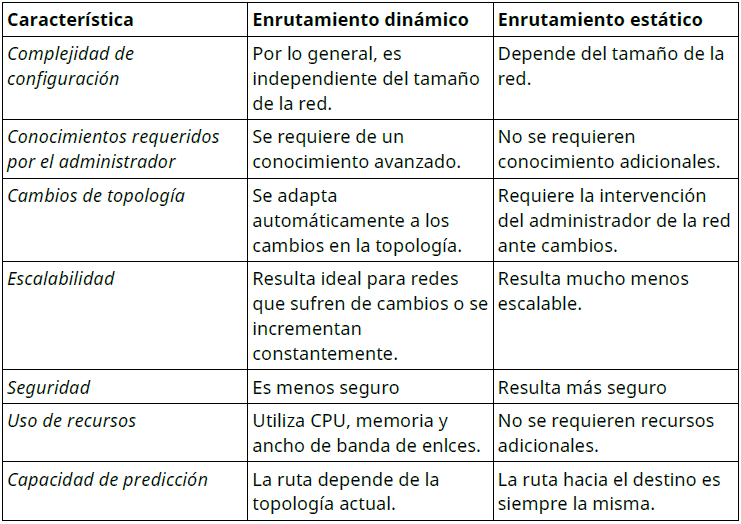 Característica
Enrutamiento dinámico
Enrutamiento estático
Complejidad de
configuración
Por lo general, es
independiente del tamaño
de la red.
Depende del tamaño de la
red.
Conocimientos requeridos
por el administrador
Se requiere de un
conocimiento avanzado.
No se requieren
conocimiento adicionales.
Cambios de topología
Se adapta
automáticamente a los
cambios en la topología.
Requiere la intervención
del administrador de la red
ante cambios.
Escalabilidad
Resulta ideal para redes
que sufren de cambios o se
incrementan
constantemente.
Resulta mucho menos
escalable.
Seguridad
Es menos seguro
Resulta más seguro
Uso de recursos
Utiliza CPU, memoria y
ancho de banda de enlces.
No se requieren recursos
adicionales.
Capacidad de predicción
La ruta depende de la
topología actual.
La ruta hacia el destino es
siempre la misma.